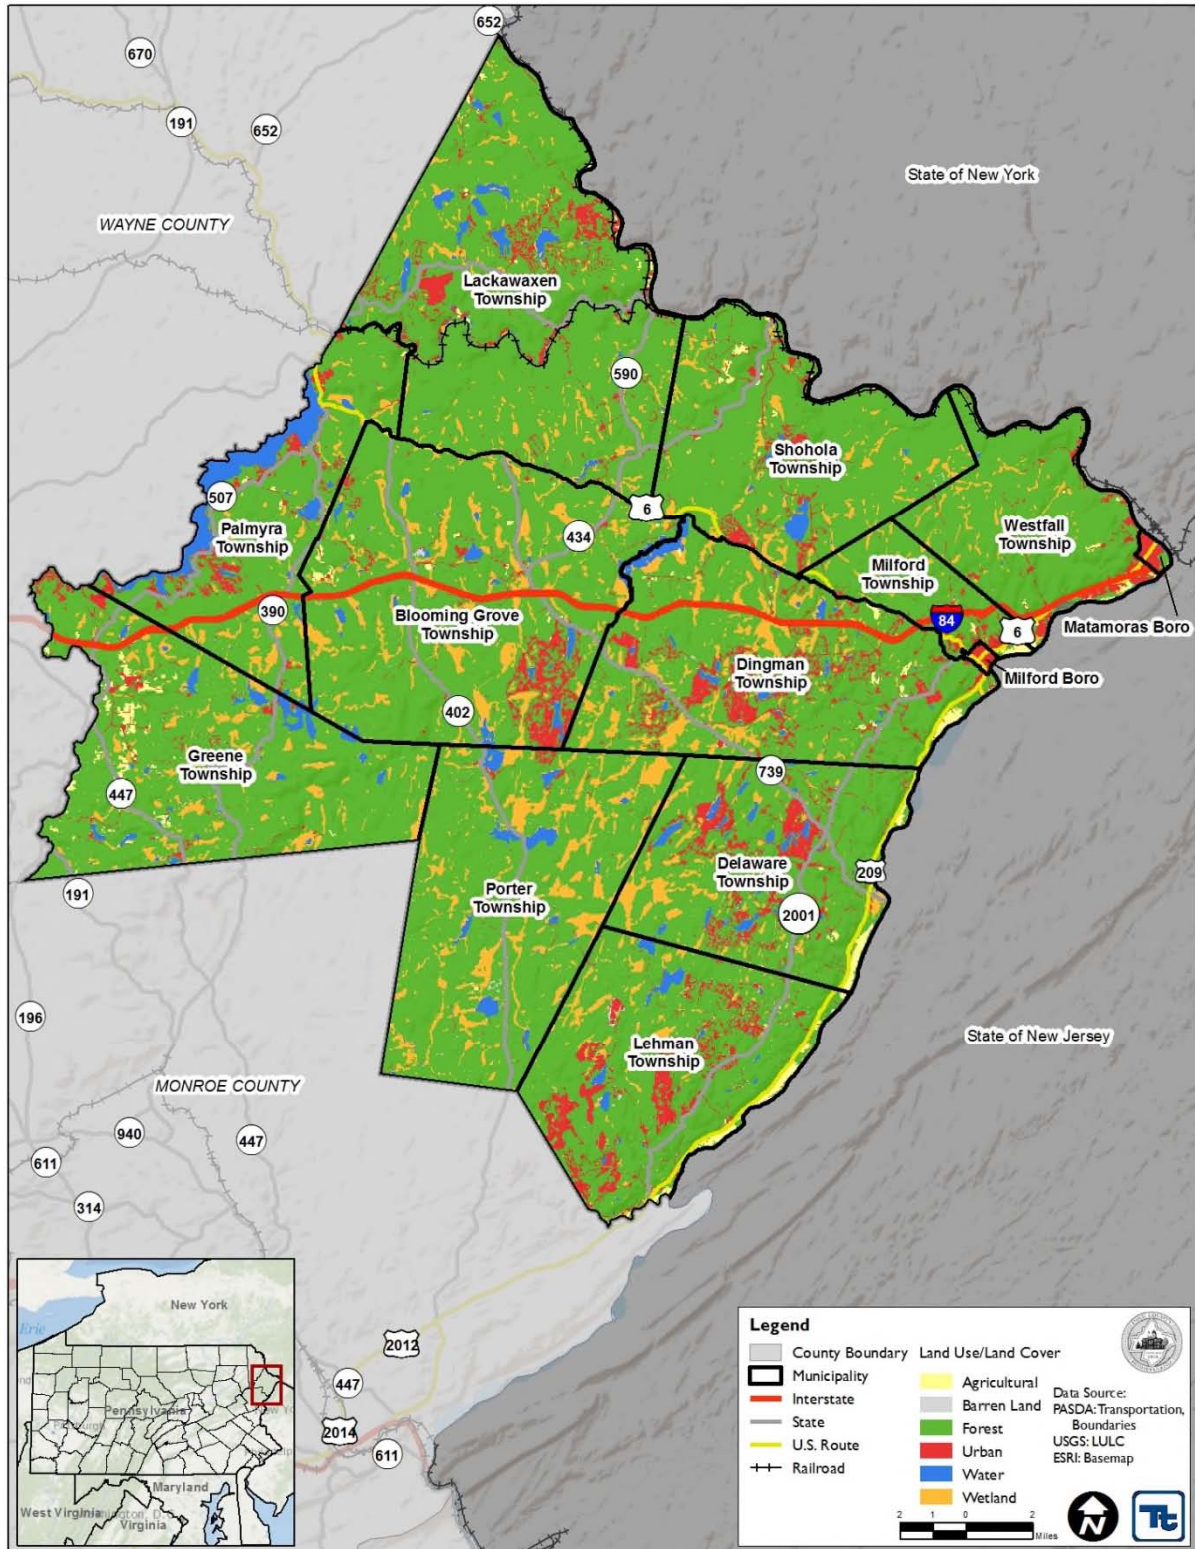 652
670
191
652
State of New York
WAYNE COUNTY
Lackawaxen
Township
590
Shohola
Township
507
6
Palmyra
Township
434
Westfall
Township
Milford
Township
390
Blooming Grove
Township
84
6
Matamoras Boro
Dingman
Township
Milford Boro
402
Greene
Township
739
447
Delaware
Township
209
191
Porter
Township
2001
196
State of New Jersey
Lehman
Township
MONROE COUNTY
940
447
611
314
New York
Erie
Pennsylvania
Maryland
West Virginia
Virginia
2012
447
2014
611
Legend
County Boundary
Municipality
Interstate
State
U.S. Route
Railroad
Land Use/Land Cover
Agricultural
Barren Land
Forest
Urban
Water
Wetland
Data Source:
PASDA: Transportation,
Boundaries
USGS: LULC
ESRI: Basemap
2 1 0 2
Miles
N
Tt